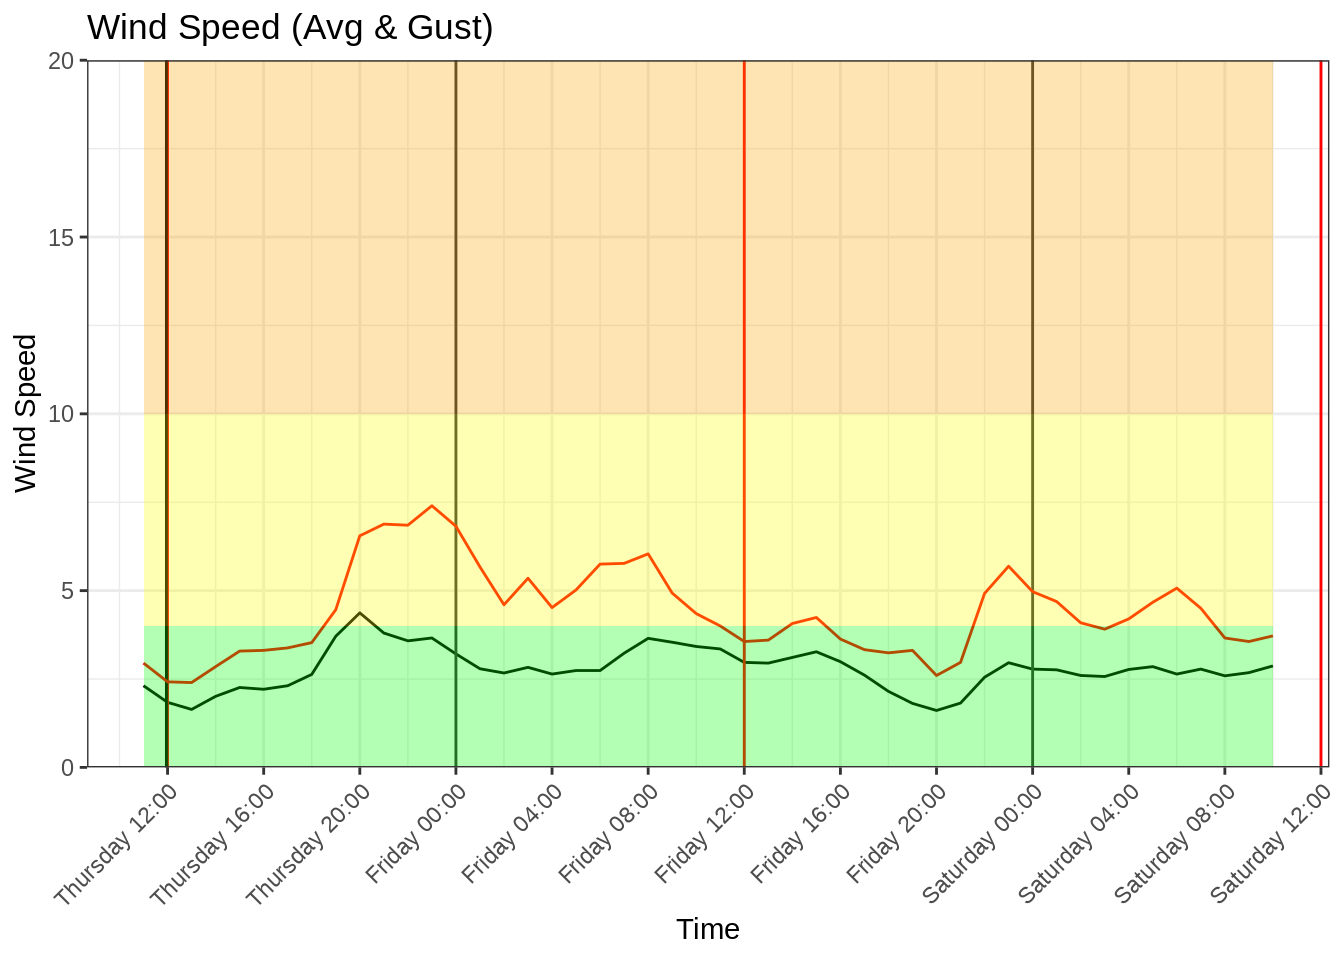 Wind Speed (Avg & Gust)
20
15
10
5
0
Wind Speed
Thursday 12:00
Thursday 16:00
Thursday 20:00
Friday 00:00
Friday 04:00
Friday 08:00
Friday 12:00
Friday 16:00
Friday 20:00
Saturday 00:00
Saturday 04:00
Saturday 08:00
Saturday 12:00
Time